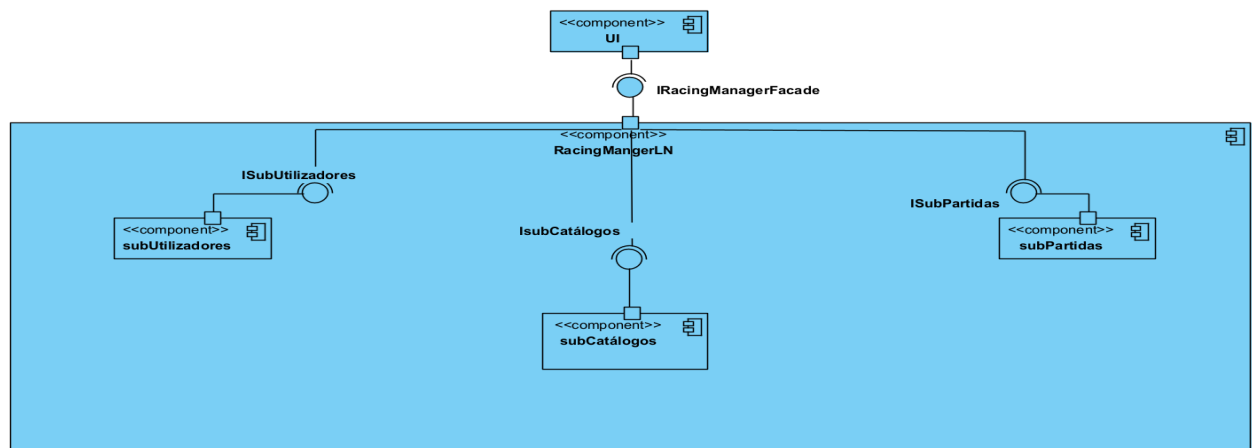 <<component>>
UI
IRacingManagerFacade
<<component>>
RacingMangerLN
ISubUtilizadores
<<component>>
subUtilizadores
IsubCatálogos
<<component>>
subCatálogos
ISubPartidas
<<component>>
subPartidas